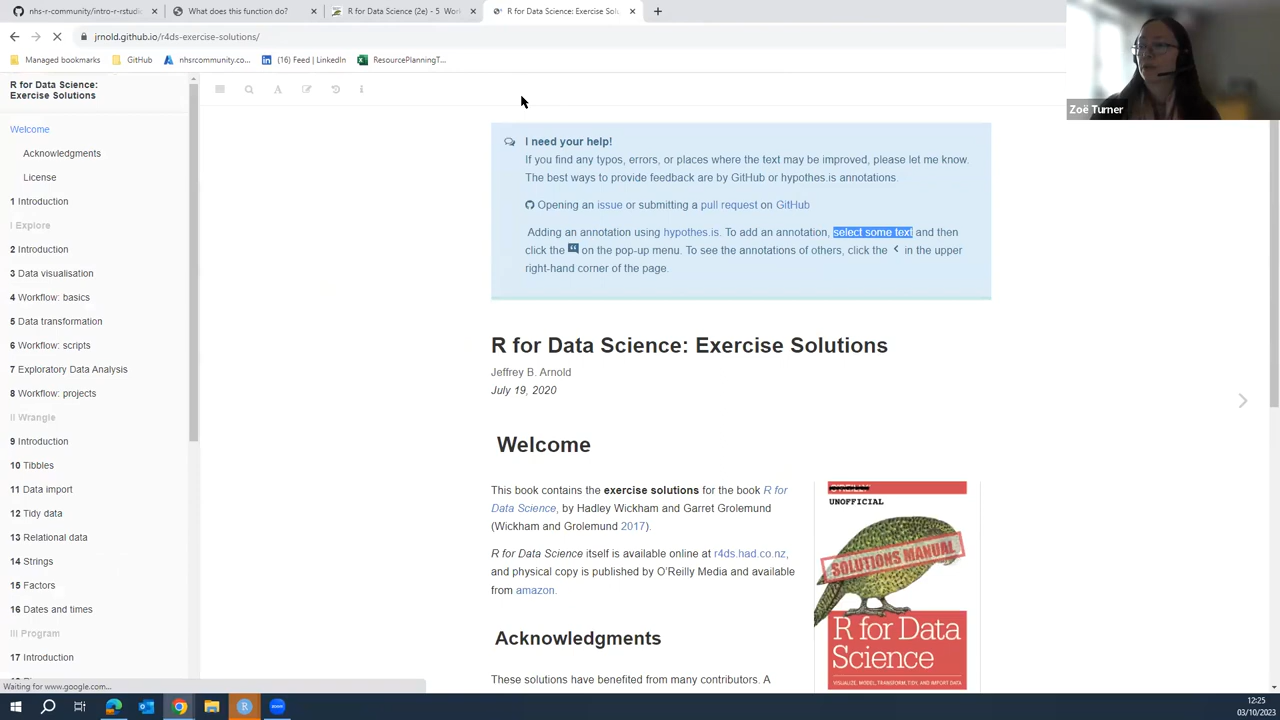 nhs-r-community/intro-r-rstudio
What does this function do?
R for Data Science (2e) - 5 Wor
R for Data Science: Exercise Solu
jrnold.github.io/r4ds-exercise-solutions/
Managed bookmarks
GitHub
nhsrcommunity.co...
(16) Feed | LinkedIn
ResourcePlanningT...
Zoë Turner
R for Data Science:
Exercise Solutions
Welcome
Acknowledgments
License
1 Introduction
I Explore
2 Introduction
3 Data visualisation
4 Workflow: basics
5 Data transformation
6 Workflow: scripts
7 Exploratory Data Analysis
8 Workflow: projects
II Wrangle
9 Introduction
10 Tibbles
11 Data import
12 Tidy data
13 Relational data
14 Strings
15 Factors
16 Dates and times
III Program
17 Introduction
I need your help!
If you find any typos, errors, or places where the text may be improved, please let me know.
The best ways to provide feedback are by GitHub or hypothes.is annotations.
Opening an issue or submitting a pull request on GitHub
Adding an annotation using hypothes.is. To add an annotation, select some text and then
click the on the pop-up menu. To see the annotations of others, click the in the upper
right-hand corner of the page.
R for Data Science: Exercise Solutions
Jeffrey B. Arnold
July 19, 2020
Welcome
This book contains the exercise solutions for the book R for
Data Science, by Hadley Wickham and Garret Grolemund
(Wickham and Grolemund 2017).
R for Data Science itself is available online at r4ds.had.co.nz,
and physical copy is published by O'Reilly Media and available
from amazon.
Acknowledgments
These solutions have benefited from many contributors. A
O'REILLY
UNOFFICIAL
SOLUTIONS MANUAL
R for Data
Science
VISUALIZE, MODEL, TRANSFORM, TIDY, AND IMPORT DATA
Waiting for www.google.com...
12:25
03/10/2023